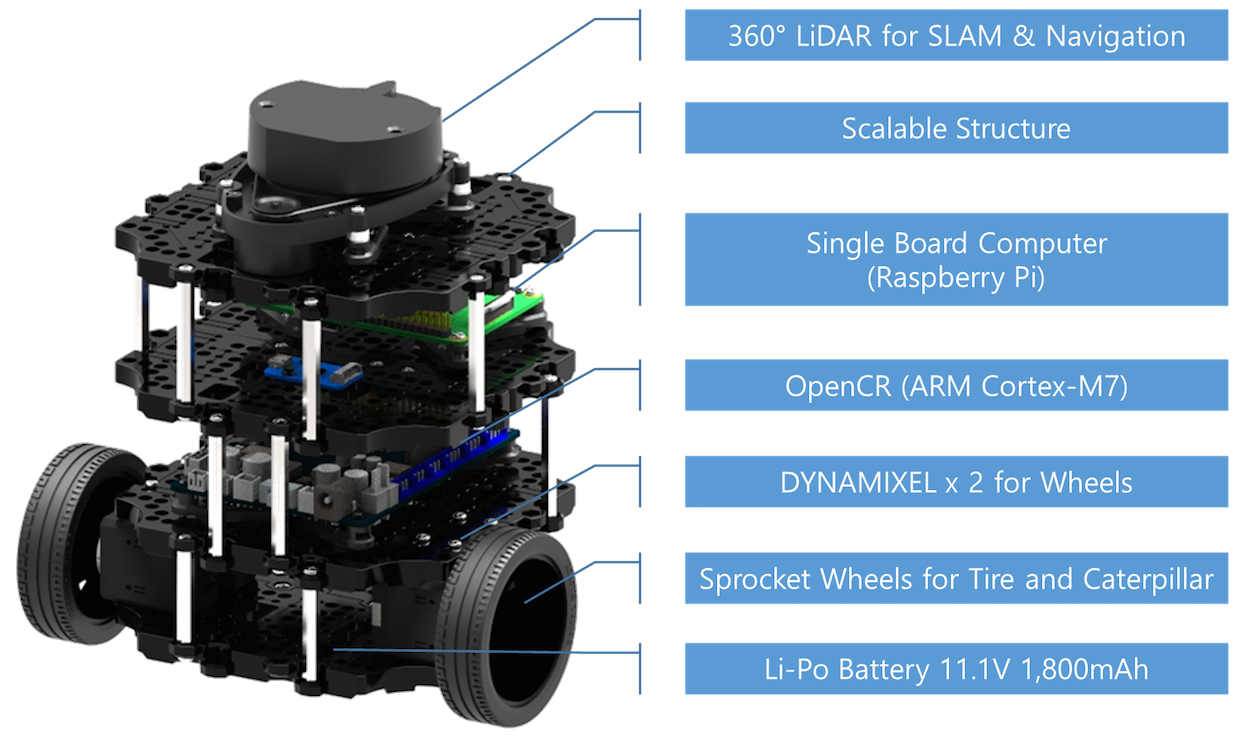 360° LiDAR for SLAM & Navigation
Scalable Structure
Single Board Computer
(Raspberry Pi)
OpenCR (ARM Cortex-M7)
DYNAMIXEL x 2 for Wheels
Sprocket Wheels for Tire and Caterpillar
Li-Po Battery 11.1V 1,800mAh